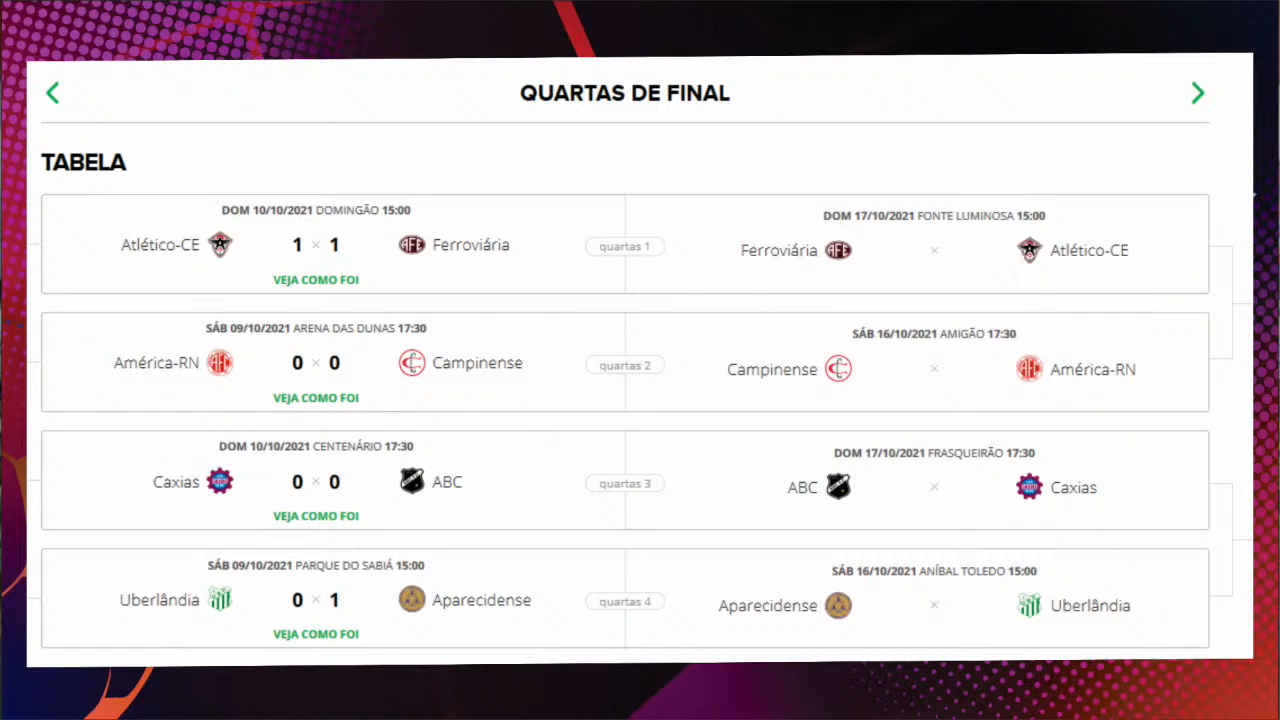 QUARTAS DE FINAL
TABELA
DOM 10/10/2021 DOMINGÃO 15:00
Atlético-CE 1 × 1 AFE Ferroviária
VEJA COMO FOI
quartas 1
DOM 17/10/2021 FONTE LUMINOSA 15:00
Ferroviária AFE × Atlético-CE
SÁB 09/10/2021 ARENA DAS DUNAS 17:30
América-RN 0 × 0 Campinense
VEJA COMO FOI
quartas 2
SÁB 16/10/2021 AMIGÃO 17:30
Campinense × América-RN
DOM 10/10/2021 CENTENÁRIO 17:30
Caxias 0 × 0 ABC
VEJA COMO FOI
quartas 3
DOM 17/10/2021 FRASQUEIRÃO 17:30
ABC × Caxias
SÁB 09/10/2021 PARQUE DO SABIÁ 15:00
Uberlândia 0 × 1 Aparecidense
VEJA COMO FOI
quartas 4
SÁB 16/10/2021 ANÍBAL TOLEDO 15:00
Aparecidense × Uberlândia